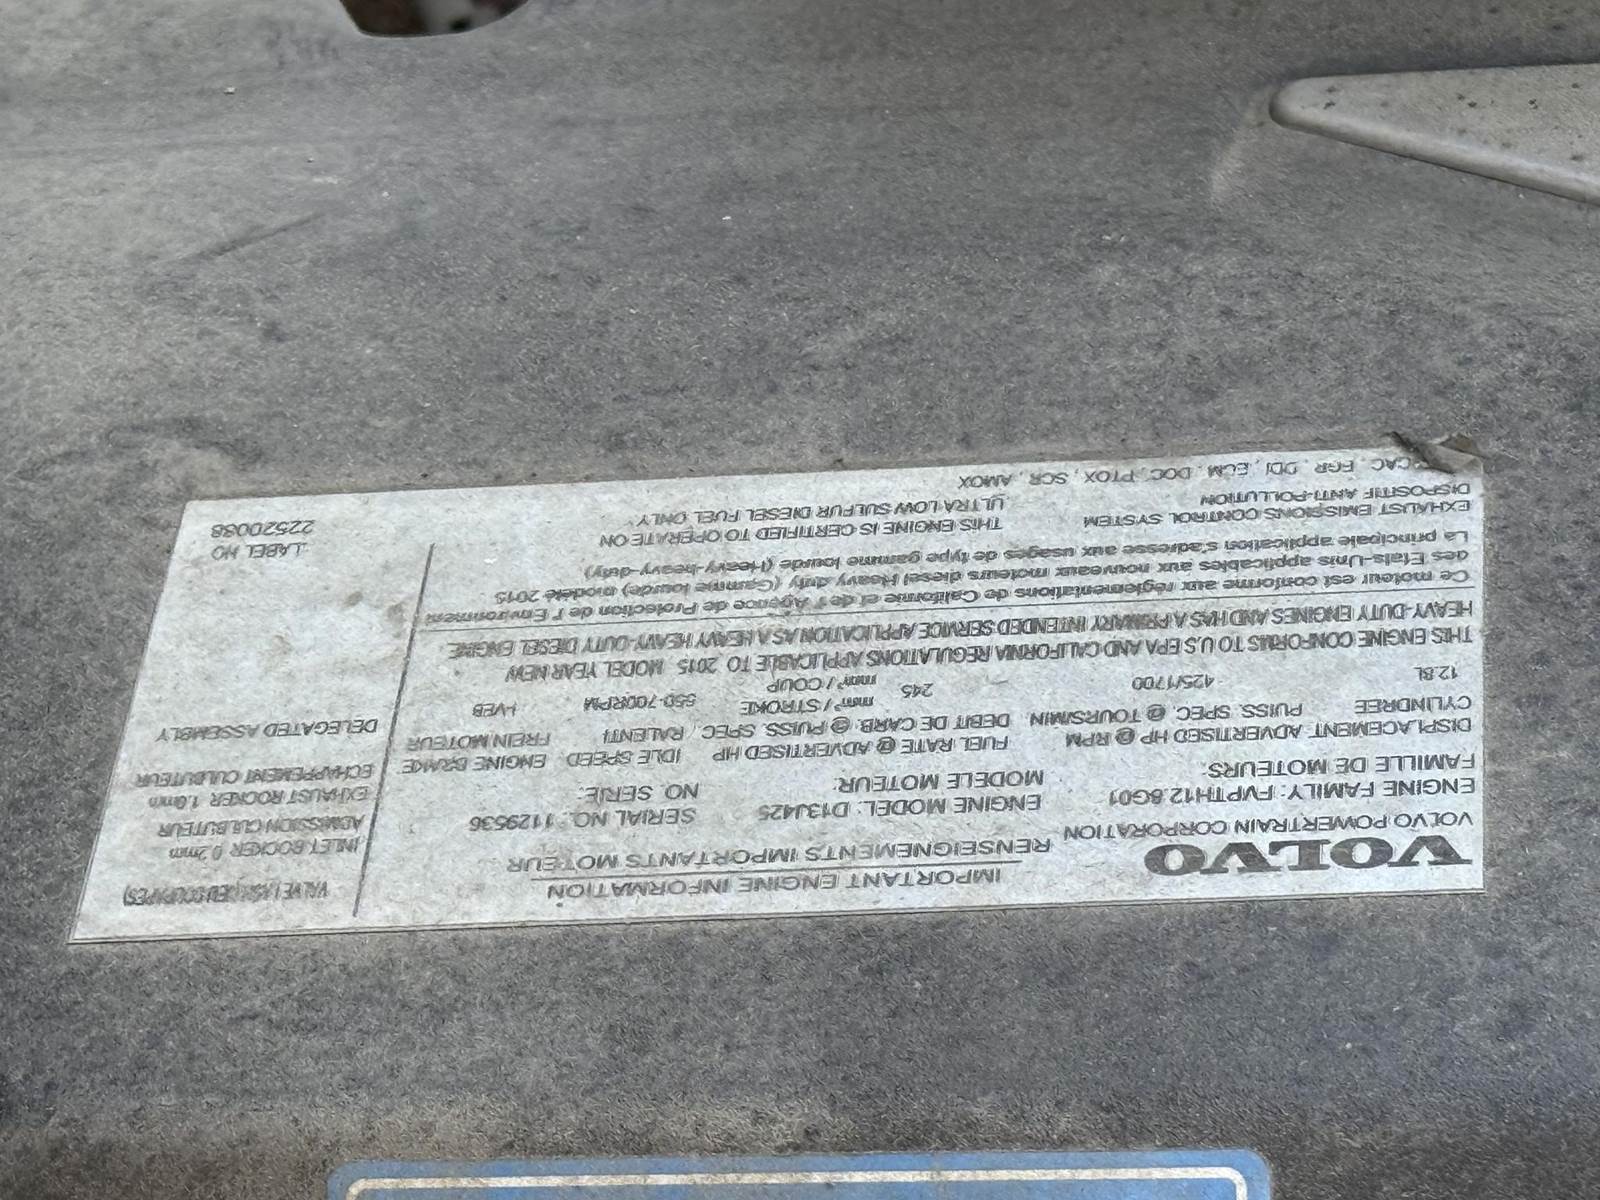 VOLVO
VOLVO POWERTRAIN CORPORATION
IMPORTANT ENGINE INFORMATION
RENSEIGNEMENTS IMPORTANTS MOTEUR
ENGINE FAMILY: FVPTH12.8G01
FAMILLE DE MOTEURS:
ENGINE MODEL: D13J425
MODELE MOTEUR:
SERIAL NO.: 1129536
NO. SERIE:
DISPLACEMENT ADVERTISED HP @ RPM FUEL RATE @ ADVERTISED HP IDLE SPEED ENGINE BRAKE
CYLINDREE PUISS. SPEC. @ TOURS/MIN DEBIT DE CARB. @ PUISS. SPEC. RALENTI FREIN MOTEUR
12.8L 425/1700 245 mm³ / STROKE 650-700RPM I-VEB
mm³ / COUP
THIS ENGINE CONFORMS TO U.S EPA AND CALIFORNIA REGULATIONS APPLICABLE TO 2015 MODEL YEAR NEW
HEAVY-DUTY ENGINES AND HAS A PRIMARY INTENDED SERVICE APPLICATION AS A HEAVY HEAVY-DUTY DIESEL ENGINE
Ce moteur est conforme aux réglementations de Californie et de l' Agence de Protection de l' Environment
des Etats-Unis applicables aux nouveaux moteurs diesel Heavy duty (Gamme lourde) modelé 2015
La principale application s'adresse aux usages de type gamme lourde (Heavy-heavy-duty)
EXHAUST EMISSIONS CONTROL SYSTEM
DISPOSITIF ANTI-POLLUTION
THIS ENGINE IS CERTIFIED TO OPERATE ON
ULTRA LOW SULFUR DIESEL FUEL ONLY
CAC, EGR, DDI, ECM, DOC, PTOX, SCR, AMOX
VALVE LASH
INLET ROCKER 0.2mm
ADMISSION CULBUTEUR
EXHAUST ROCKER 1.0mm
ECHAPPEMENT CULBUTEUR
DELEGATED ASSEMBLY
LABEL NO
22520088